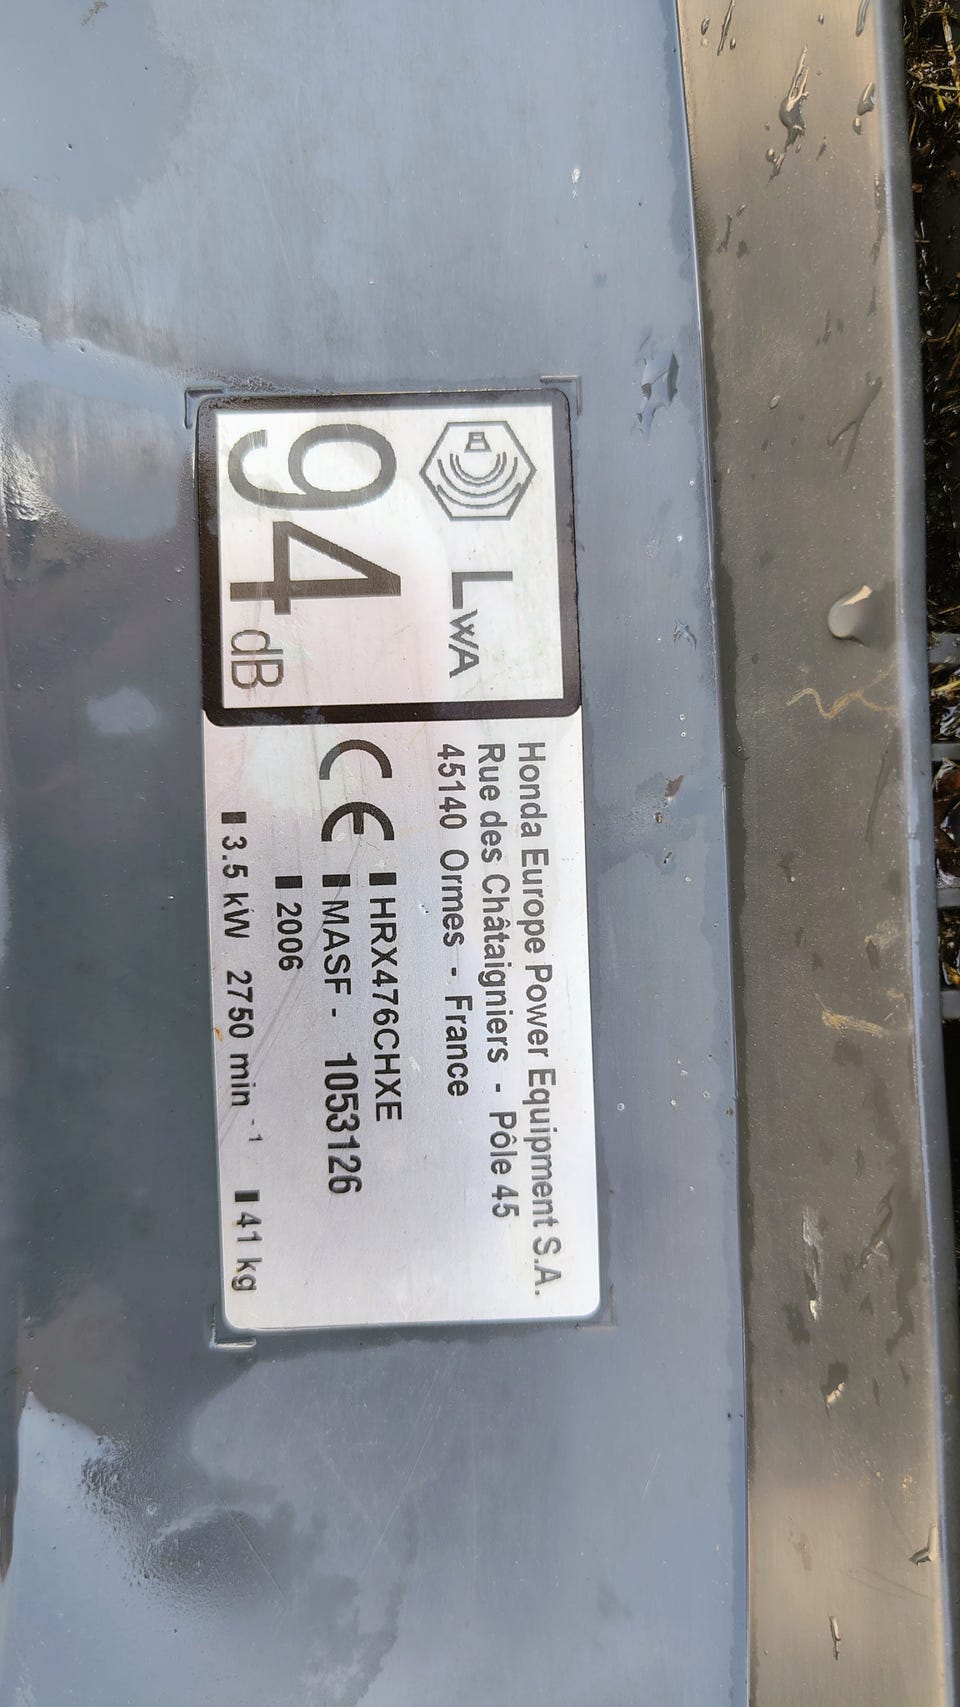 LWA
94 dB
Honda Europe Power Equipment S.A.
Rue des Châtaigniers - Pôle 45
45140 Ormes - France
CE
HRX476CHXE
MASF - 1053126
2006
3.5 kW 2750 min -1 41 kg